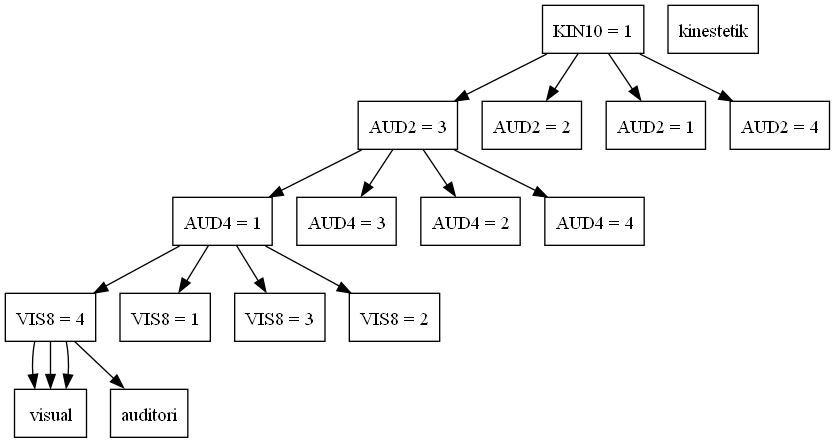 KIN10 = 1
kinestetik
AUD2 = 3
AUD2 = 2
AUD2 = 1
AUD2 = 4
AUD4 = 1
AUD4 = 3
AUD4 = 2
AUD4 = 4
VIS8 = 4
VIS8 = 1
VIS8 = 3
VIS8 = 2
visual
auditori